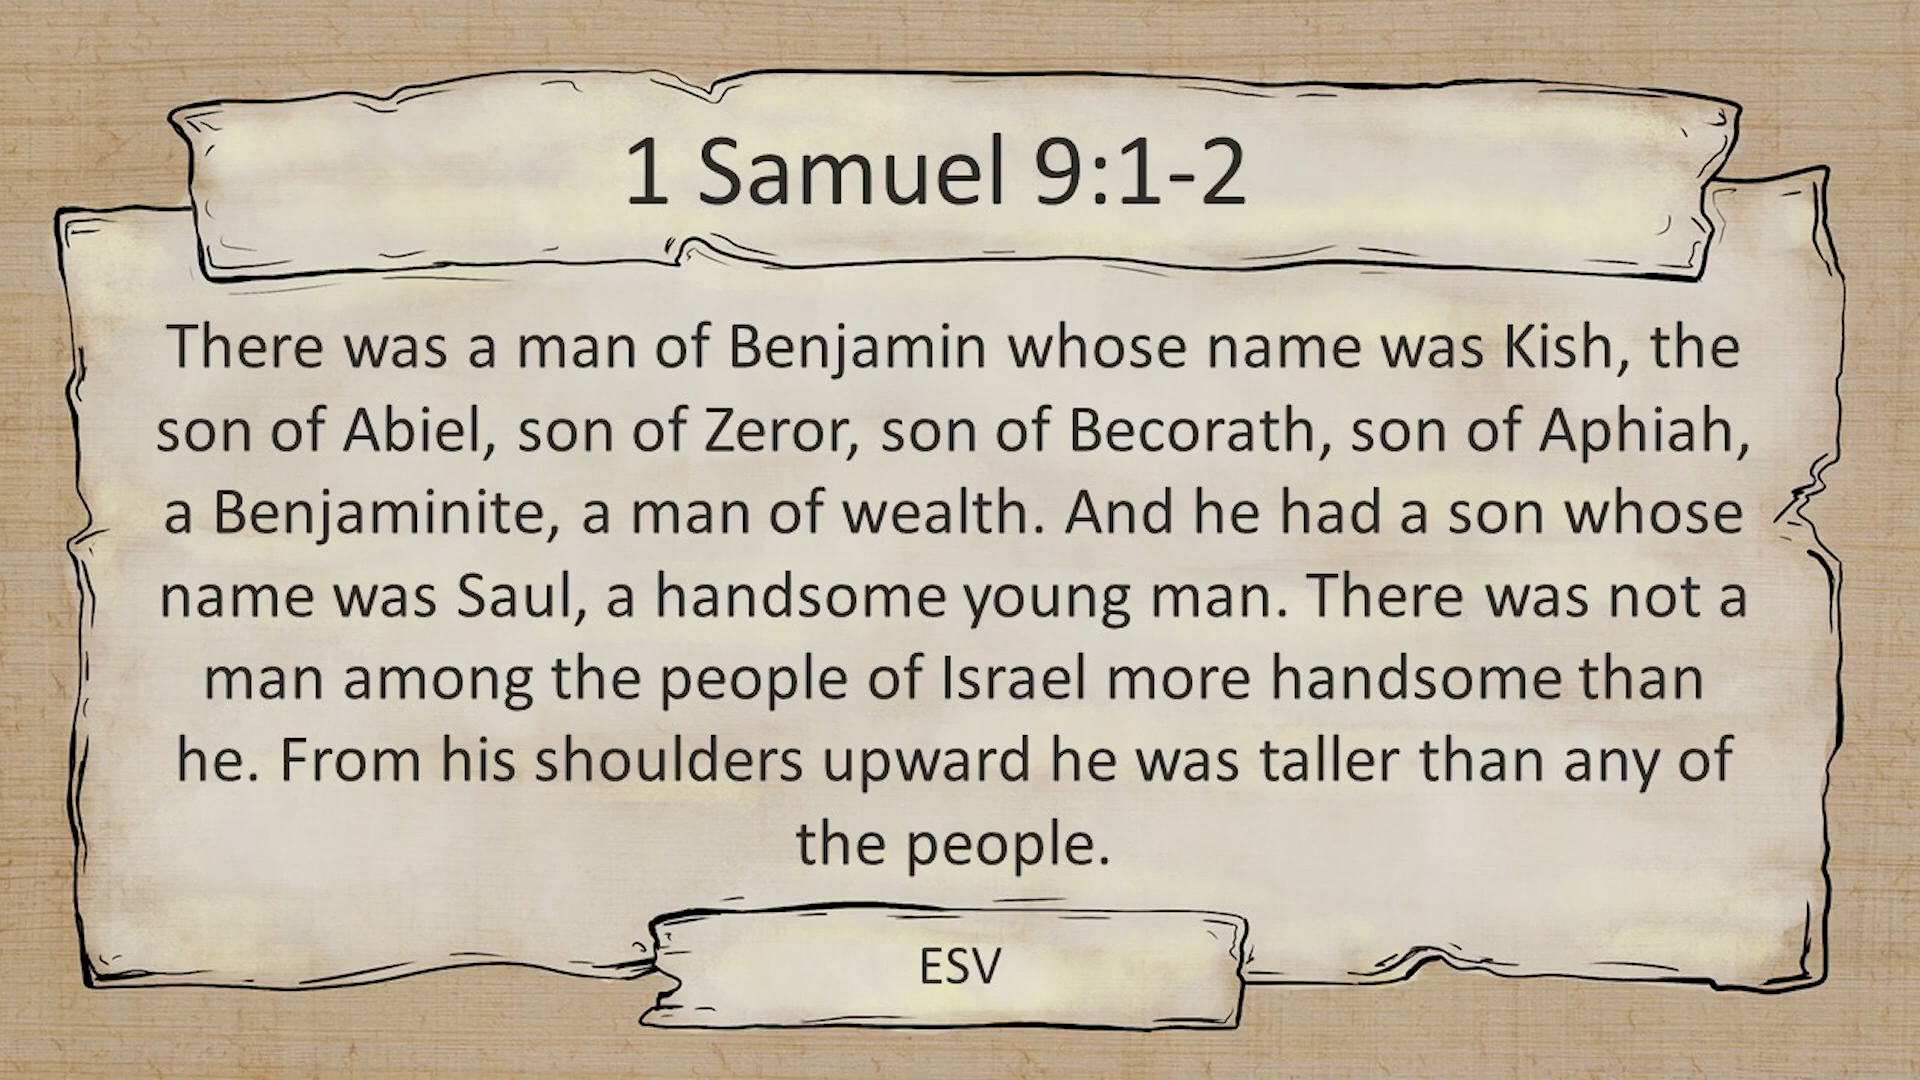 1 Samuel 9:1-2
There was a man of Benjamin whose name was Kish, the
son of Abiel, son of Zeror, son of Becorath, son of Aphiah,
a Benjaminite, a man of wealth. And he had a son whose
name was Saul, a handsome young man. There was not a
man among the people of Israel more handsome than
he. From his shoulders upward he was taller than any of
the people.
ESV